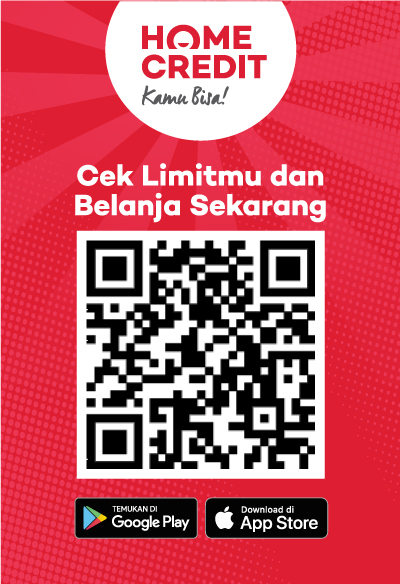 HOME
CREDIT
Kamu Bisa!
Cek Limitmu dan
Belanja Sekarang
TEMUKAN DI
Google Play
Download di
App Store